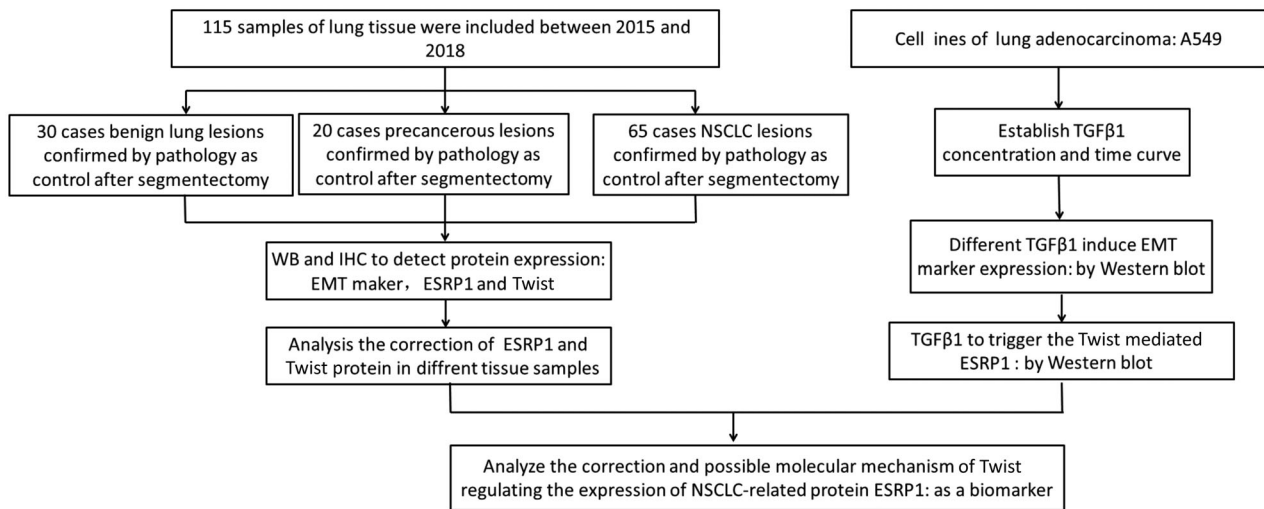 115 samples of lung tissue were included between 2015 and
2018
Cell ines of lung adenocarcinoma: A549
30 cases benign lung lesions
confirmed by pathology as
control after segmentectomy
20 cases precancerous lesions
confirmed by pathology as
control after segmentectomy
65 cases NSCLC lesions
confirmed by pathology as
control after segmentectomy
Establish TGFβ1
concentration and time curve
WB and IHC to detect protein expression:
EMT maker，ESRP1 and Twist
Different TGFβ1 induce EMT
marker expression: by Western blot
Analysis the correction of ESRP1 and
Twist protein in diffrent tissue samples
TGFβ1 to trigger the Twist mediated
ESRP1 : by Western blot
Analyze the correction and possible molecular mechanism of Twist
regulating the expression of NSCLC-related protein ESRP1: as a biomarker